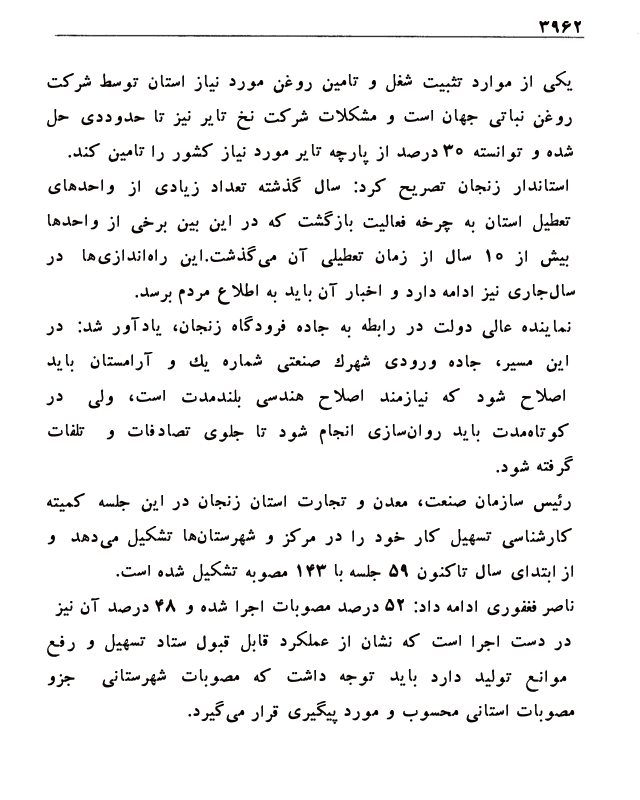 ۳۹۶۲
یکی از موارد تثبیت شغل و تامین روغن مورد نیاز استان توسط شرکت
روغن نباتی جهان است و مشکلات شرکت نخ تایر نیز تا حدوددی حل
شده و توانسته ۳۰ درصد از پارچه تایر مورد نیاز کشور را تامین کند.
استاندار زنجان تصریح کرد: سال گذشته تعداد زیادی از واحدهای
تعطیل استان به چرخه فعالیت بازگشت که در این بین برخی از واحدها
بیش از ۱۰ سال از زمان تعطیلی آن می‌گذشت.این راه‌اندازی‌ها در
سال‌جاری نیز ادامه دارد و اخبار آن باید به اطلاع مردم برسد.
نماینده عالی دولت در رابطه به جاده فرودگاه زنجان، یادآور شد: در
این مسیر، جاده ورودی شهرك صنعتی شماره یك و آرامستان باید
اصلاح شود که نیازمند اصلاح هندسی بلندمدت است، ولی در
کوتاه‌مدت باید روان‌سازی انجام شود تا جلوی تصادفات و تلفات
گرفته شود.
رئیس سازمان صنعت، معدن و تجارت استان زنجان در این جلسه کمیته
کارشناسی تسهیل کار خود را در مرکز و شهرستان‌ها تشکیل می‌دهد و
از ابتدای سال تاکنون ۵۹ جلسه با ۱۴۳ مصوبه تشکیل شده است.
ناصر فغفوری ادامه داد: ۵۲ درصد مصوبات اجرا شده و ۴۸ درصد آن نیز
در دست اجرا است که نشان از عملکرد قابل قبول ستاد تسهیل و رفع
موانع تولید دارد باید توجه داشت که مصوبات شهرستانی جزو
مصوبات استانی محسوب و مورد پیگیری قرار می‌گیرد.